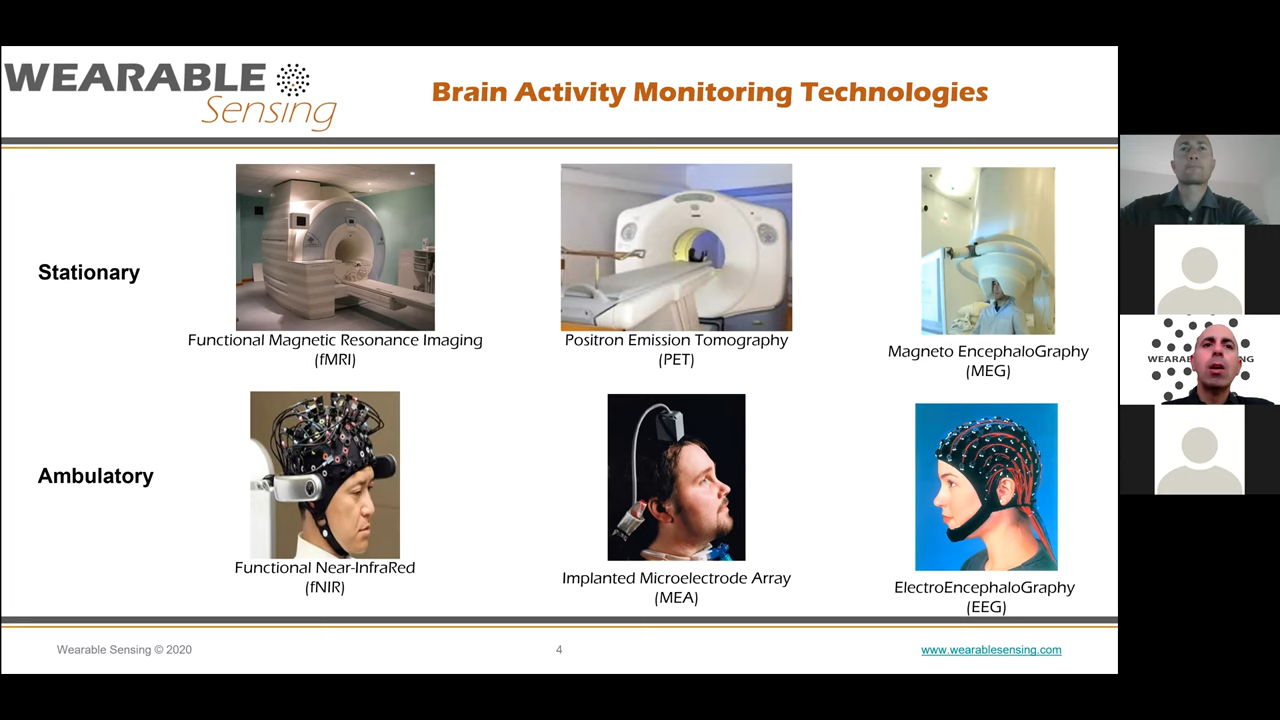 WEARABLE
Sensing
Brain Activity Monitoring Technologies
Stationary
Functional Magnetic Resonance Imaging
(fMRI)
Positron Emission Tomography
(PET)
Magneto EncephaloGraphy
(MEG)
Ambulatory
Functional Near-InfraRed
(fNIR)
Implanted Microelectrode Array
(MEA)
ElectroEncephaloGraphy
(EEG)
Wearable Sensing © 2020
4
www.wearablesensing.com